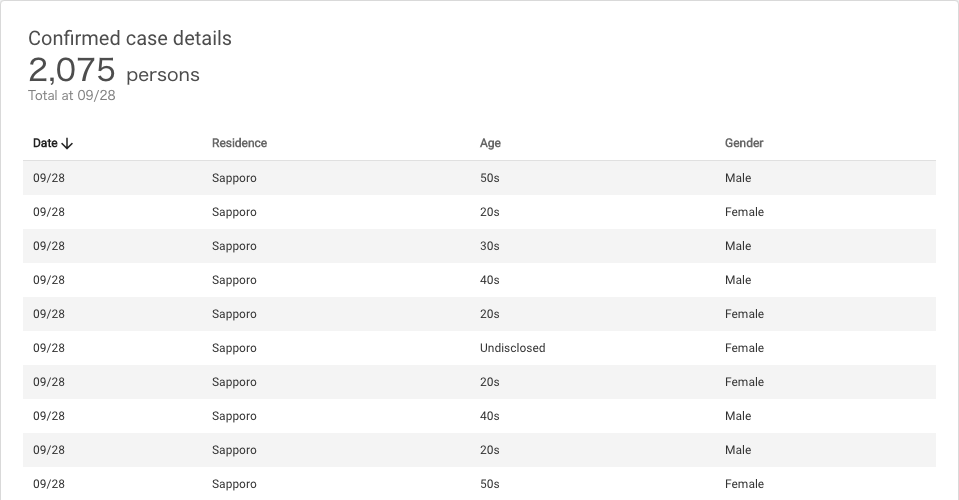 Confirmed case details
2,075 persons
Total at 09/28
Date Residence Age Gender
09/28 Sapporo 50s Male
09/28 Sapporo 20s Female
09/28 Sapporo 30s Male
09/28 Sapporo 40s Male
09/28 Sapporo 20s Female
09/28 Sapporo Undisclosed Female
09/28 Sapporo 20s Female
09/28 Sapporo 40s Male
09/28 Sapporo 20s Male
09/28 Sapporo 50s Female